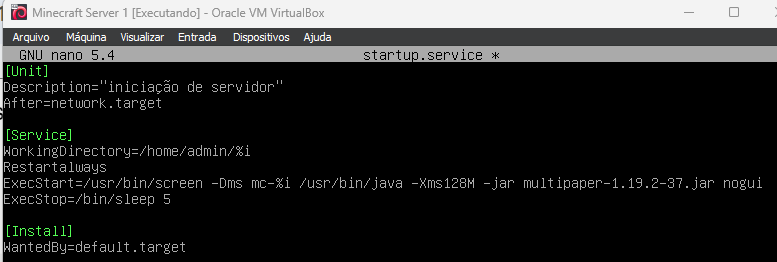 Minecraft Server 1 [Executando] - Oracle VM VirtualBox
Arquivo Máquina Visualizar Entrada Dispositivos Ajuda
GNU nano 5.4 startup.service *
[Unit]
Description="iniciação de servidor"
After=network.target
[Service]
WorkingDirectory=/home/admin/%i
Restartalways
ExecStart=/usr/bin/screen -Dms mc-%i /usr/bin/java -Xms128M -jar multipaper-1.19.2-37.jar nogui
ExecStop=/bin/sleep 5
[Install]
WantedBy=default.target